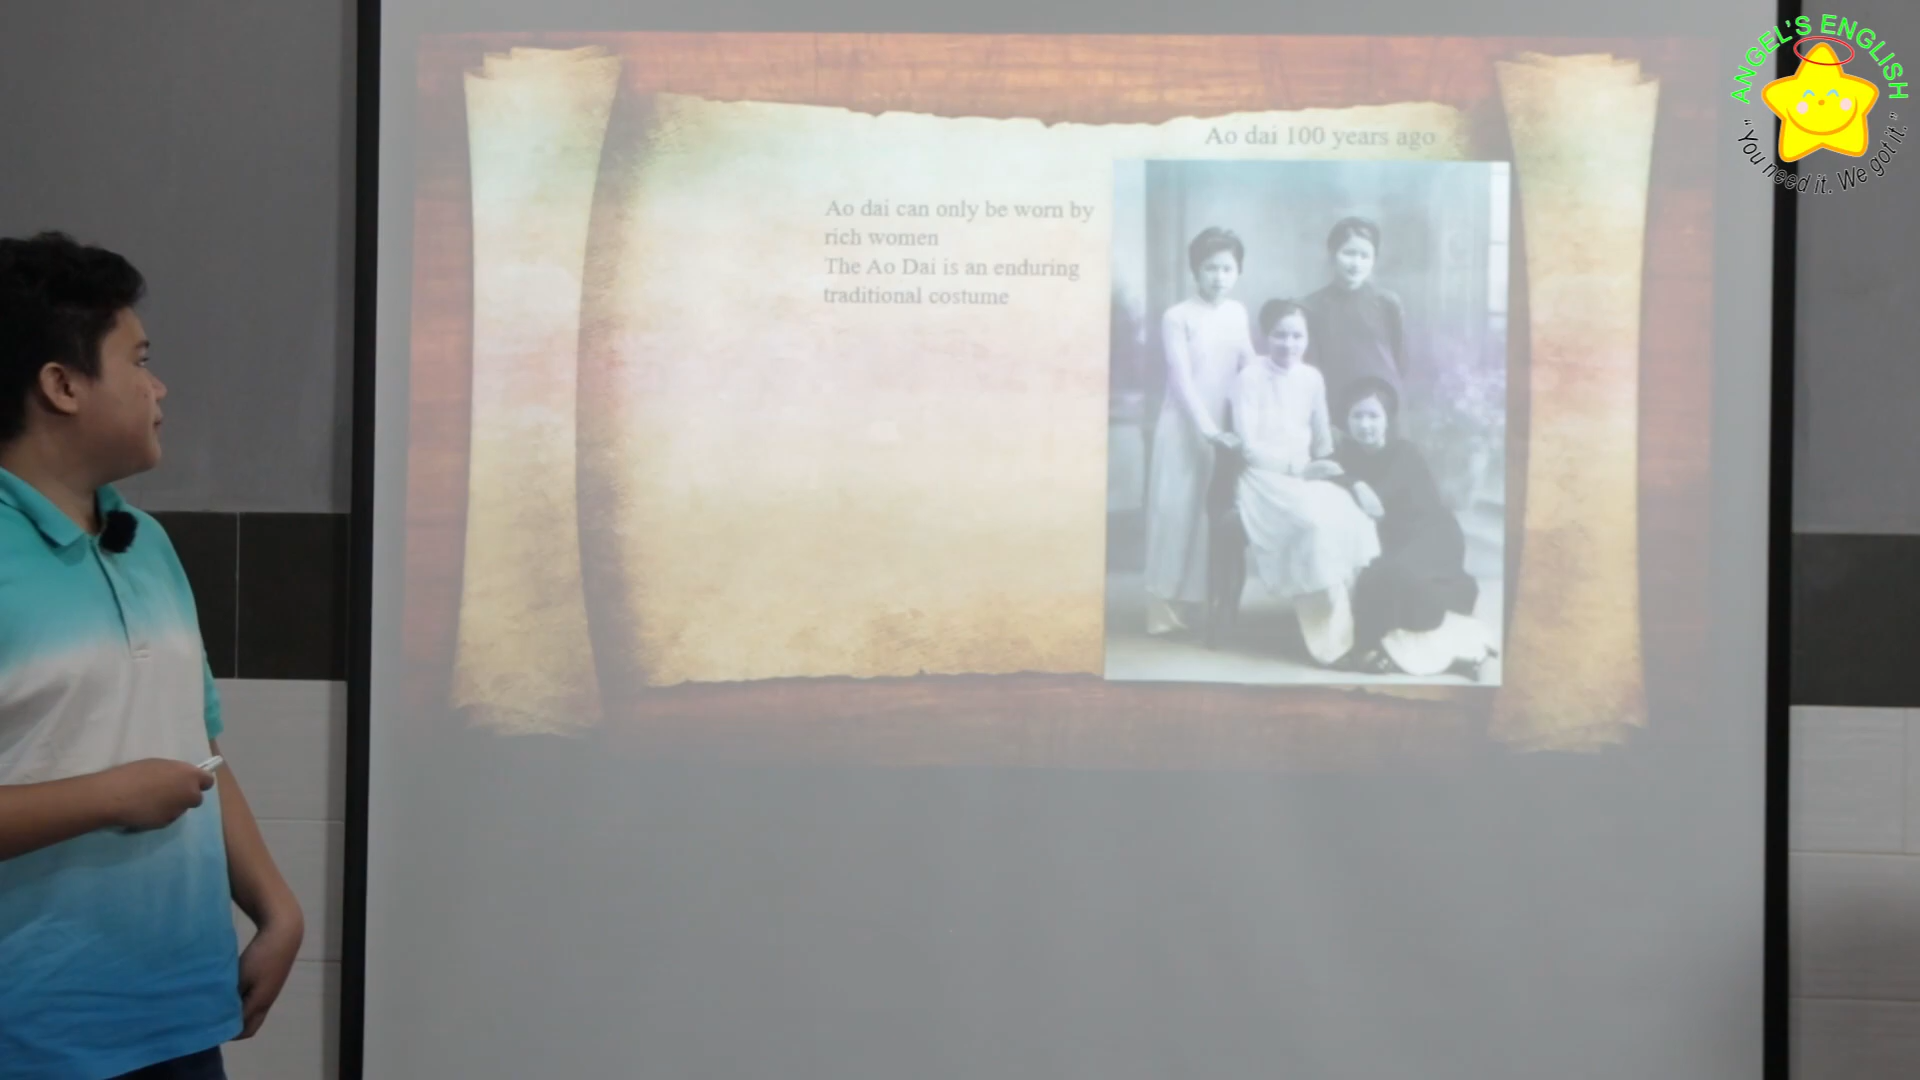 Ao dai 100 years ago
Ao dai can only be worn by
rich women
The Ao Dai is an enduring
traditional costume
ANGEL'S ENGLISH
"You need it. We got it."